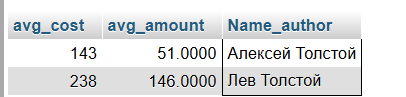 avg_cost avg_amount Name_author
143 51.0000 Алексей Толстой
238 146.0000 Лев Толстой